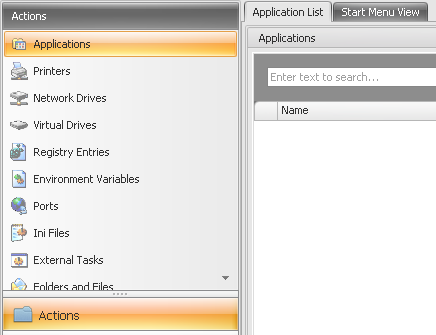 Actions
Applications
Printers
Network Drives
Virtual Drives
Registry Entries
Environment Variables
Ports
Ini Files
External Tasks
Folders and Files
Actions
Application List
Start Menu View
Applications
Enter text to search...
Name